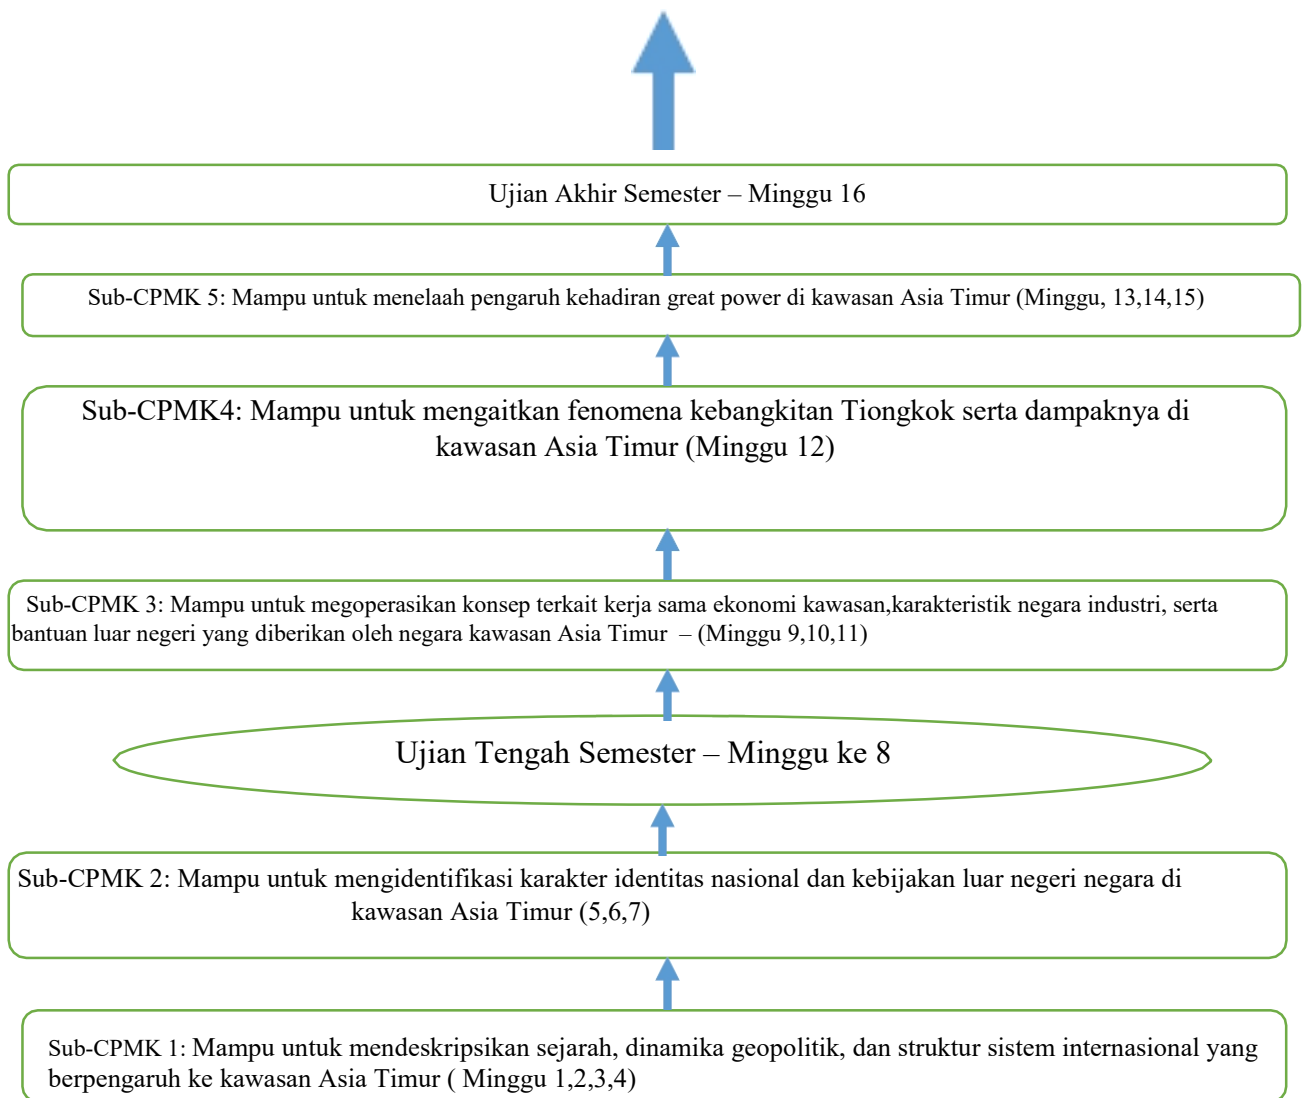 Ujian Akhir Semester – Minggu 16
Sub-CPMK 5: Mampu untuk menelaah pengaruh kehadiran great power di kawasan Asia Timur (Minggu, 13,14,15)
Sub-CPMK4: Mampu untuk mengaitkan fenomena kebangkitan Tiongkok serta dampaknya di
kawasan Asia Timur (Minggu 12)
Sub-CPMK 3: Mampu untuk megoperasikan konsep terkait kerja sama ekonomi kawasan,karakteristik negara industri, serta
bantuan luar negeri yang diberikan oleh negara kawasan Asia Timur – (Minggu 9,10,11)
Ujian Tengah Semester – Minggu ke 8
Sub-CPMK 2: Mampu untuk mengidentifikasi karakter identitas nasional dan kebijakan luar negeri negara di
kawasan Asia Timur (5,6,7)
Sub-CPMK 1: Mampu untuk mendeskripsikan sejarah, dinamika geopolitik, dan struktur sistem internasional yang
berpengaruh ke kawasan Asia Timur ( Minggu 1,2,3,4)